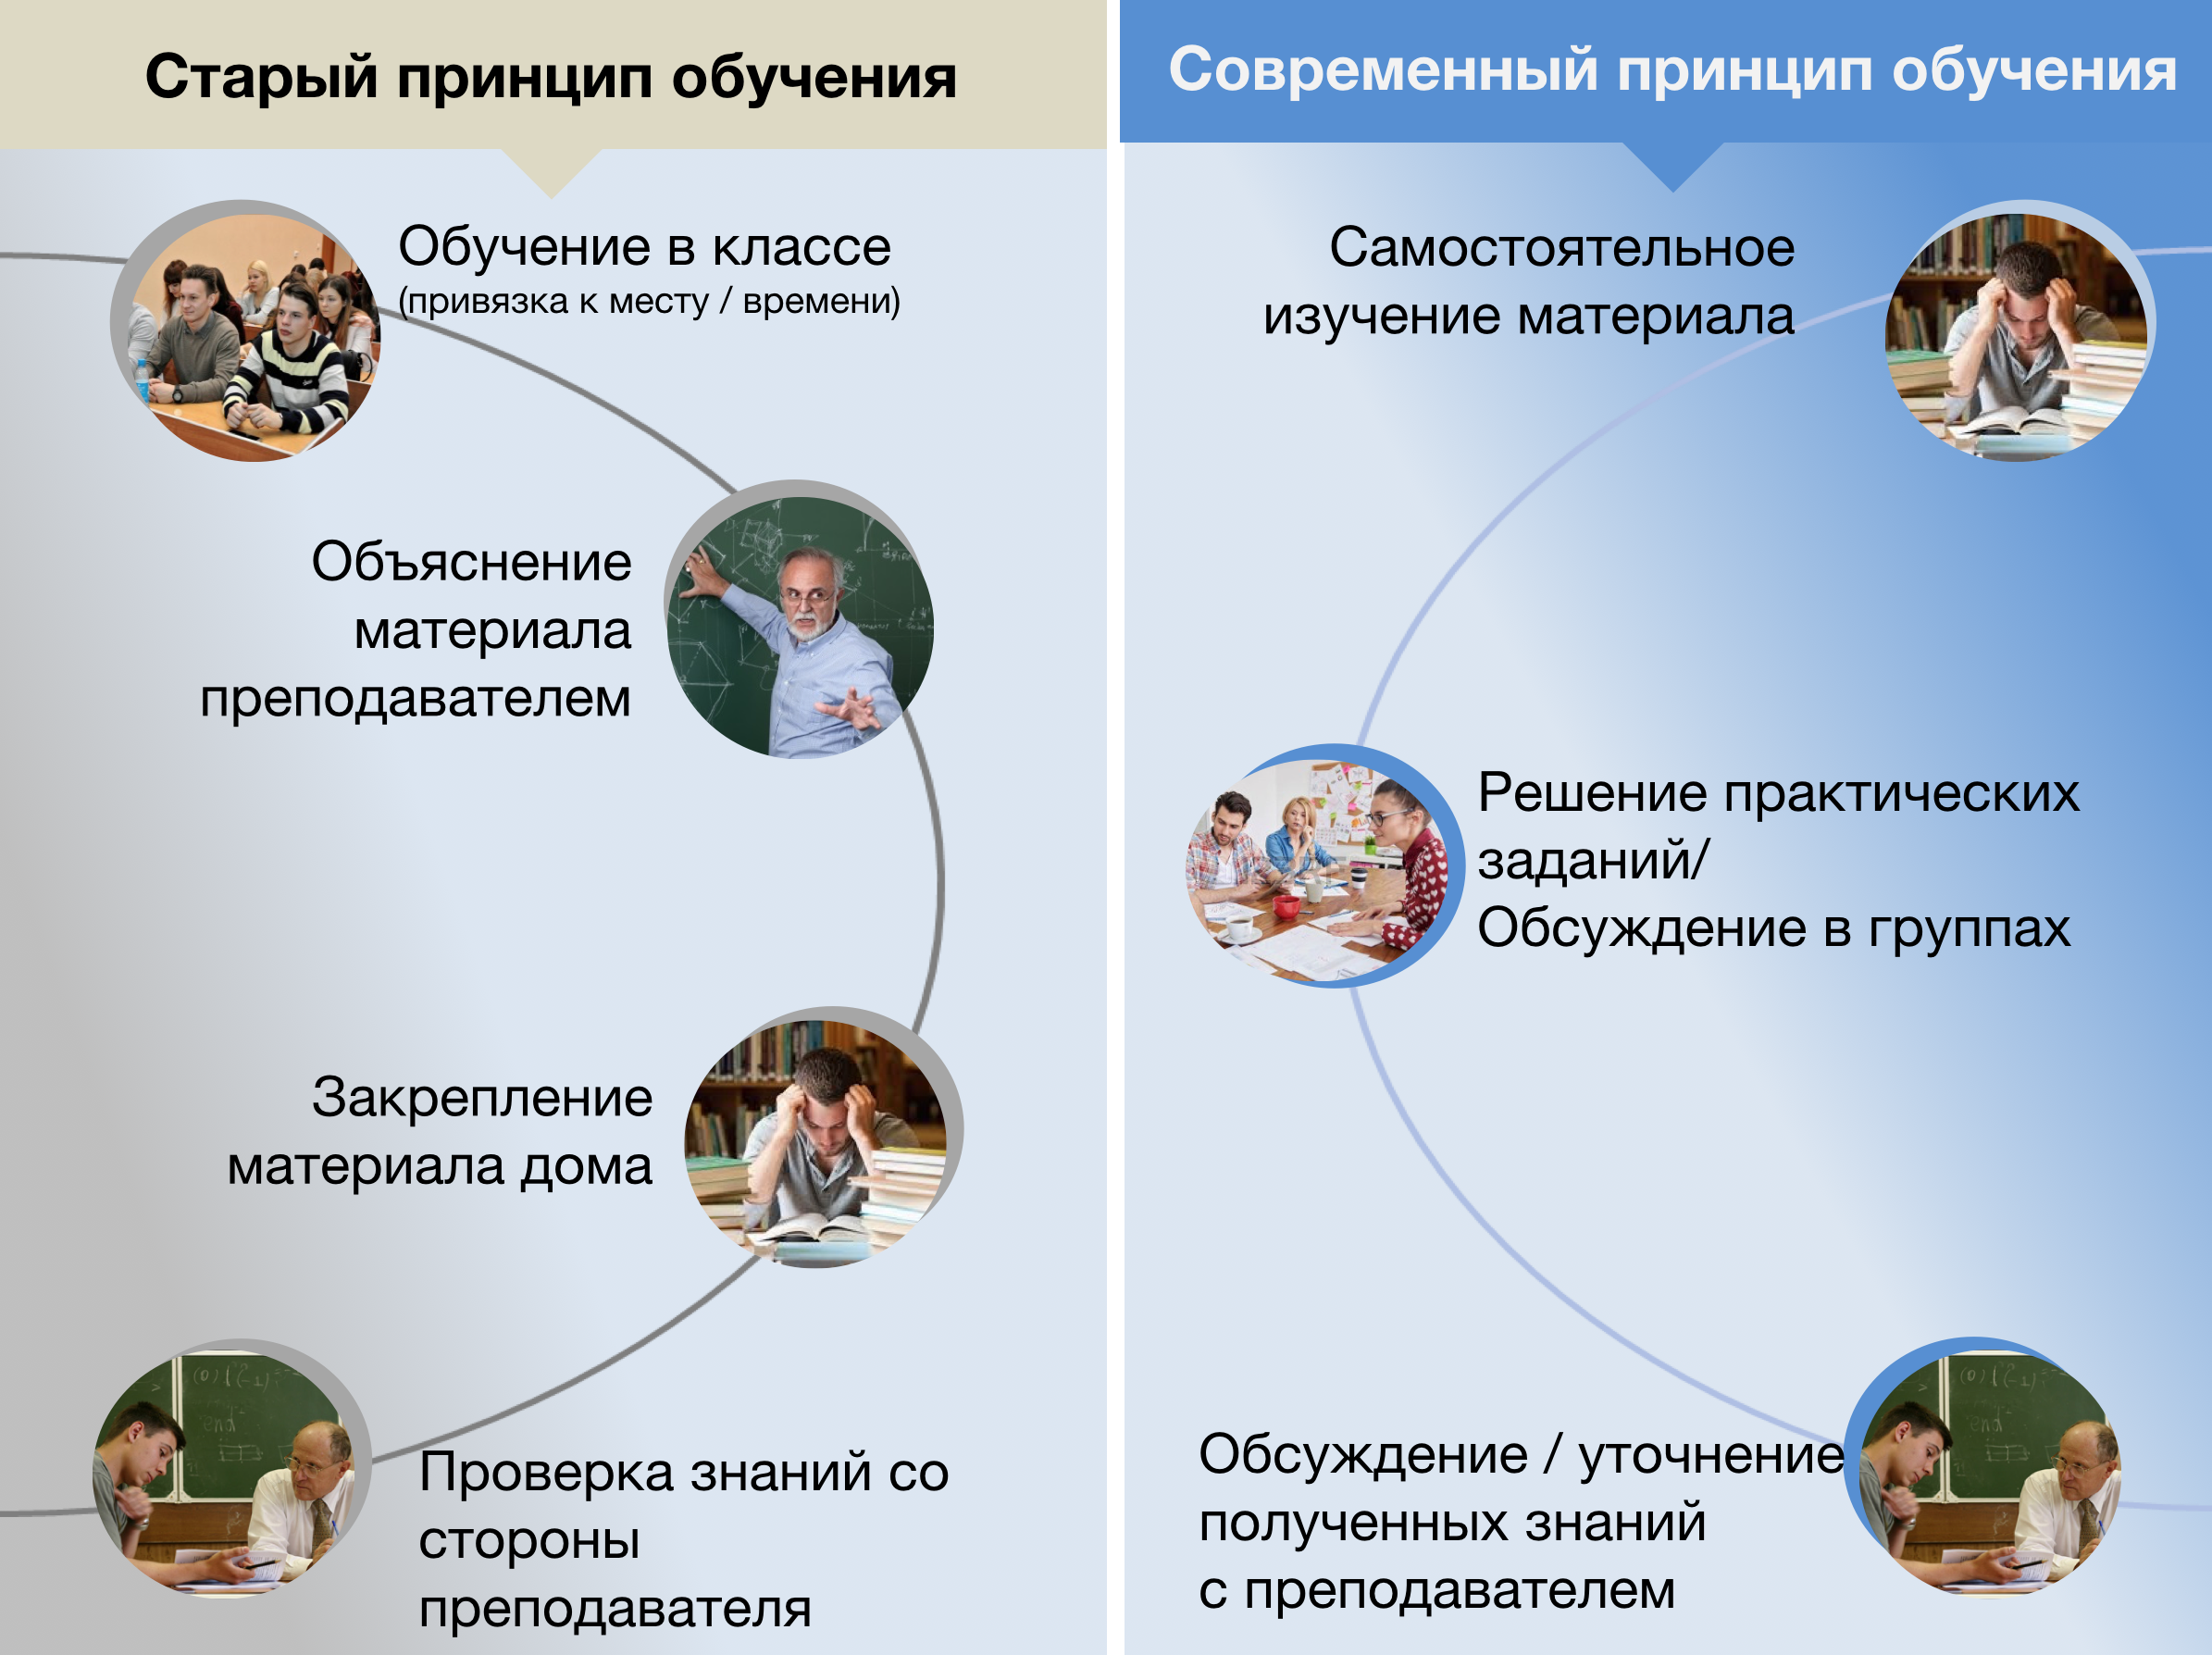 Старый принцип обучения
Обучение в классе
(привязка к месту / времени)
Объяснение
материала
преподавателем
Закрепление
материала дома
Проверка знаний со
стороны
преподавателя
Современный принцип обучения
Самостоятельное
изучение материала
Решение практических
заданий/
Обсуждение в группах
Обсуждение / уточнение
полученных знаний
с преподавателем